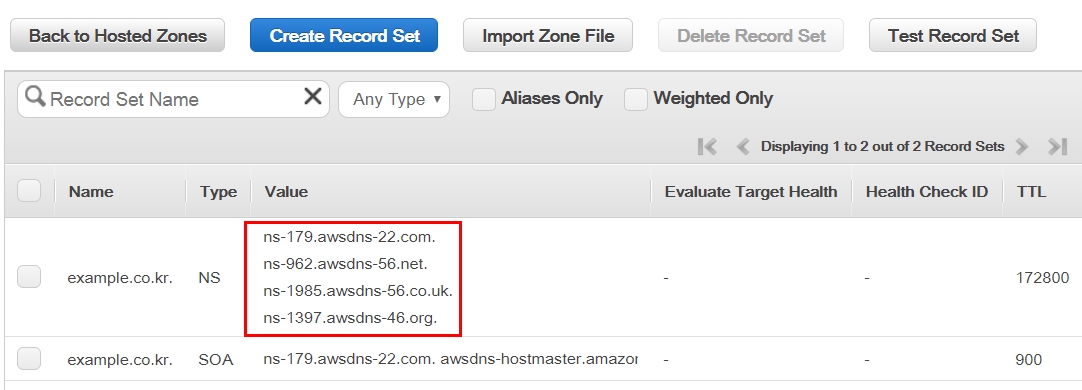 Back to Hosted Zones Create Record Set Import Zone File Delete Record Set Test Record Set
Record Set Name Any Type Aliases Only Weighted Only
Displaying 1 to 2 out of 2 Record Sets
Name Type Value Evaluate Target Health Health Check ID TTL
ns-179.awsdns-22.com.
ns-962.awsdns-56.net.
example.co.kr. NS - - 172800
ns-1985.awsdns-56.co.uk.
ns-1397.awsdns-46.org.
example.co.kr. SOA ns-179.awsdns-22.com. awsdns-hostmaster.amazon - - 900